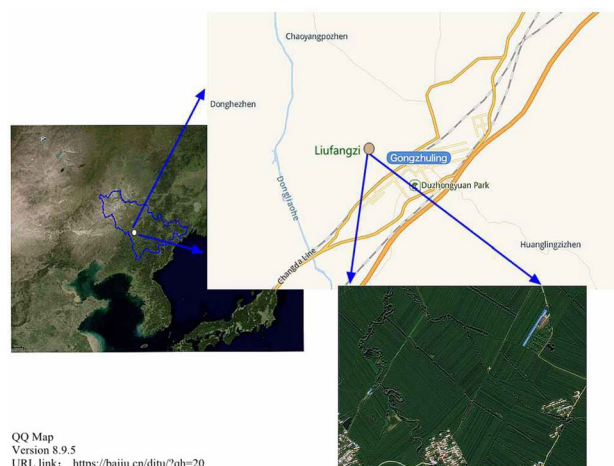 Chaoyangpozhen
Donghezhen
Liufangzi
Gongzhuling
Duzhongyuan Park
Dongliaohe
Huanglingzizhen
Changda Line
QQ Map
Version 8.9.5
URL link： https://baiju.cn/ditu/?qh=20